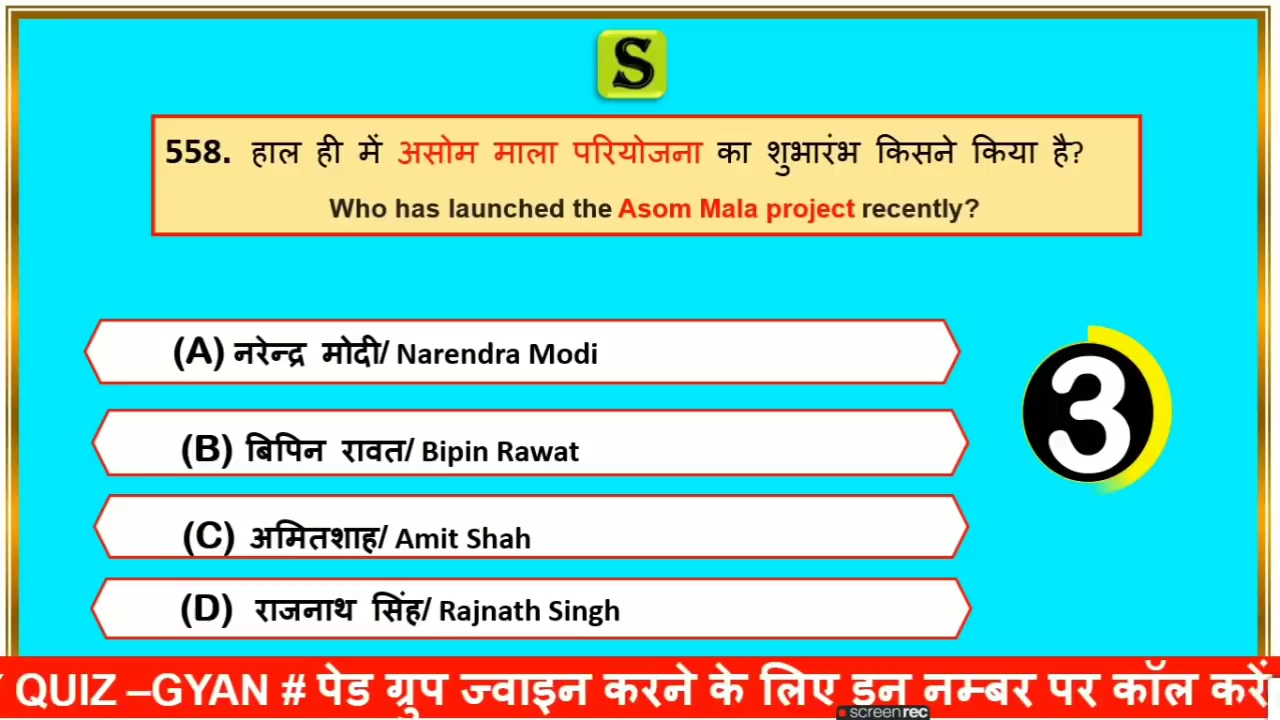 S
558. हाल ही में असोम माला परियोजना का शुभारंभ किसने किया है?
Who has launched the Asom Mala project recently?
(A) नरेन्द्र मोदी/ Narendra Modi
3
(B) बिपिन रावत/ Bipin Rawat
(C) अमितशाह/ Amit Shah
(D) राजनाथ सिंह/ Rajnath Singh
QUIZ –GYAN # पेड ग्रुप ज्वाइन करने के लिए इन नम्बर पर कॉल करें
screenrec